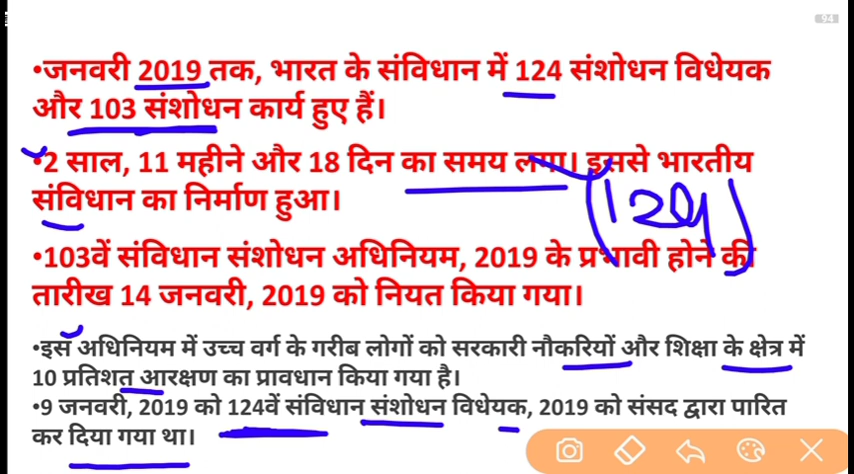 94
•जनवरी 2019 तक, भारत के संविधान में 124 संशोधन विधेयक
और 103 संशोधन कार्य हुए हैं।
•2 साल, 11 महीने और 18 दिन का समय लगा। इससे भारतीय
संविधान का निर्माण हुआ।
•103वें संविधान संशोधन अधिनियम, 2019 के प्रभावी होने की
तारीख 14 जनवरी, 2019 को नियत किया गया।
•इस अधिनियम में उच्च वर्ग के गरीब लोगों को सरकारी नौकरियों और शिक्षा के क्षेत्र में
10 प्रतिशत आरक्षण का प्रावधान किया गया है।
•9 जनवरी, 2019 को 124वें संविधान संशोधन विधेयक, 2019 को संसद द्वारा पारित
कर दिया गया था।